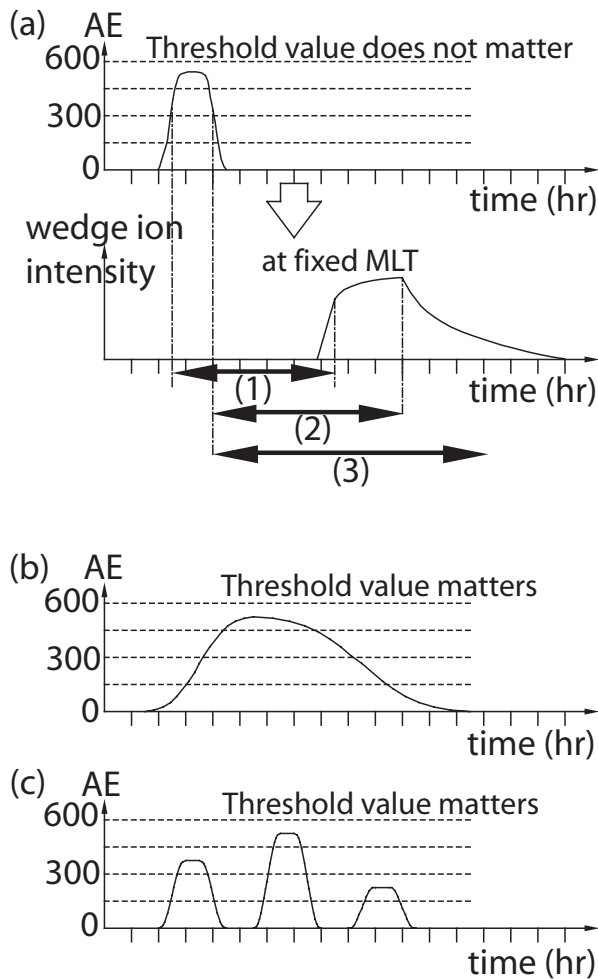 (a)
AE
Threshold value does not matter
600
300
0
time (hr)
wedge ion
intensity
at fixed MLT
time (hr)
(1)
(2)
(3)
(b)
AE
Threshold value matters
600
300
0
time (hr)
(c)
AE
Threshold value matters
600
300
0
time (hr)